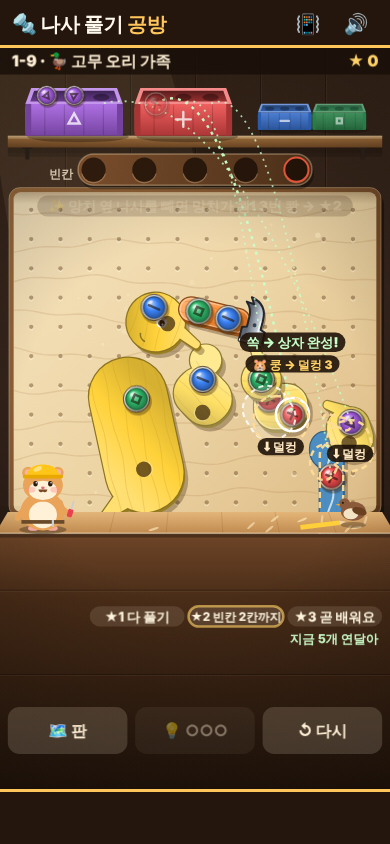 나사 풀기 공방
1-9 · 고무 오리 가족
★ 0
빈칸
쏙 → 상자 완성!
쿵 → 덜컹 3
⬇덜컹
⬇덜컹
★1 다 풀기
★2 빈칸 2칸까지
★3 곧 배워요
지금 5개 연달아
판
다시